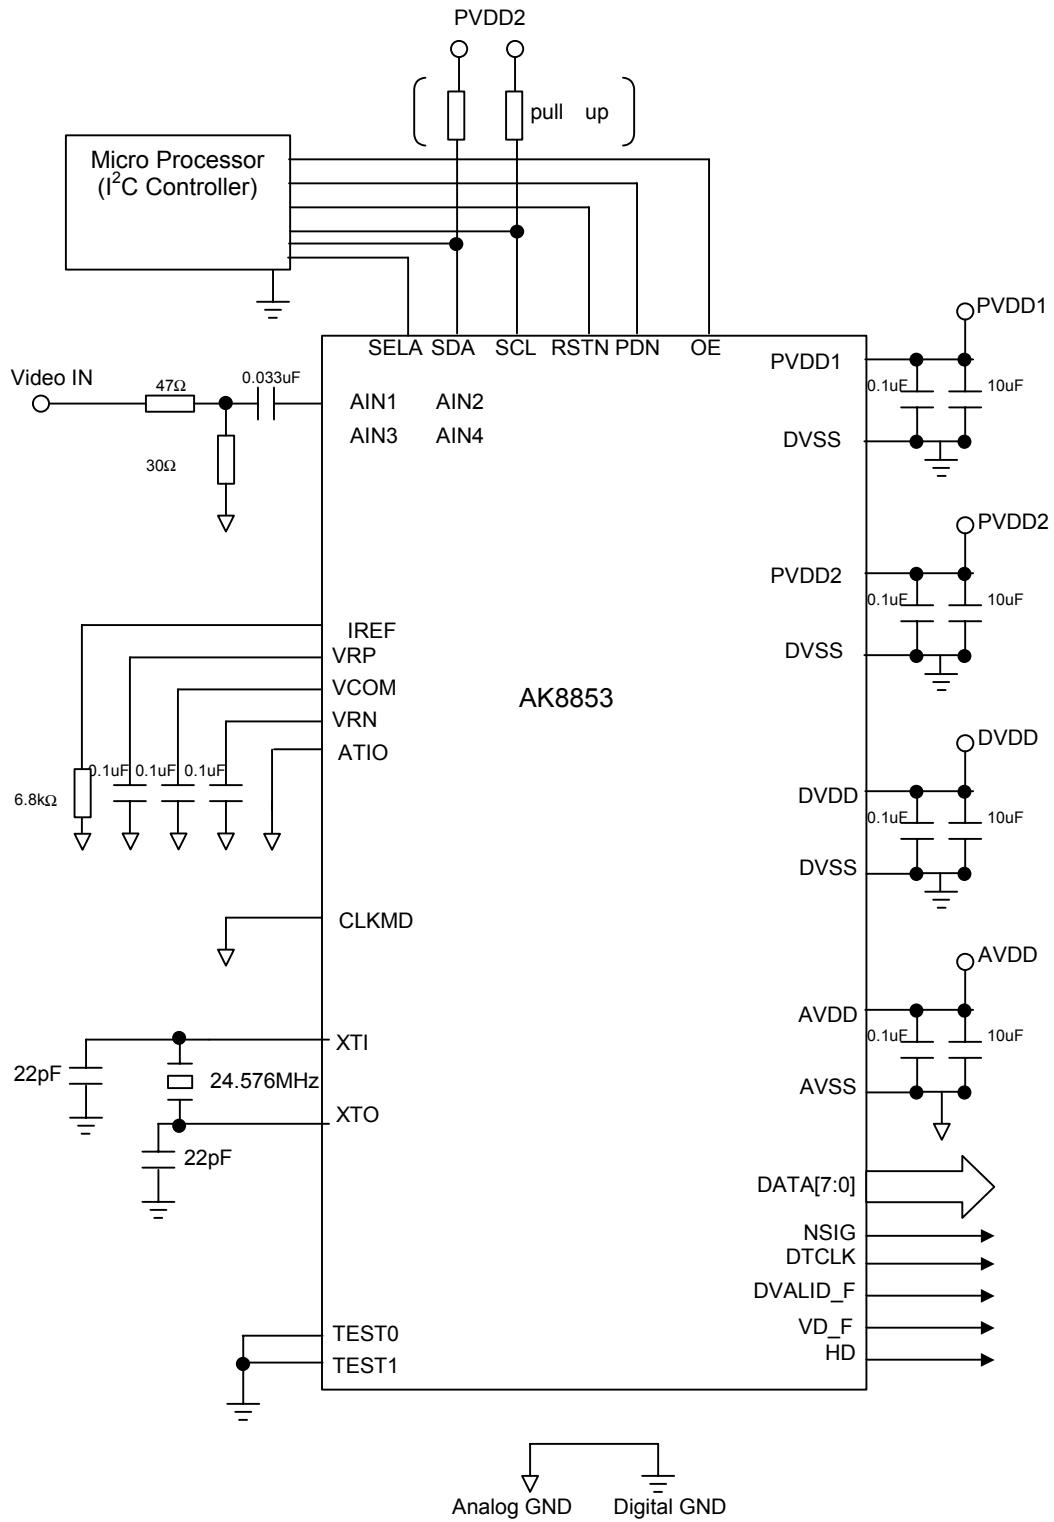 PVDD2
pull up
Micro Processor
(I²C Controller)
SELA SDA SCL RSTN PDN OE
PVDD1
PVDD1
0.1uF 10uF
DVSS
Video IN
47Ω
0.033uF
30Ω
AIN1 AIN2
AIN3 AIN4
PVDD2
PVDD2
0.1uF 10uF
DVSS
IREF
VRP
VCOM
VRN
ATIO
AK8853
6.8kΩ
0.1uF 0.1uF 0.1uF
DVDD
DVDD
0.1uF 10uF
DVSS
CLKMD
AVDD
AVDD
0.1uF 10uF
AVSS
XTI
22pF
24.576MHz
XTO
22pF
DATA[7:0]
NSIG
DTCLK
DVALID_F
VD_F
HD
TEST0
TEST1
Analog GND Digital GND